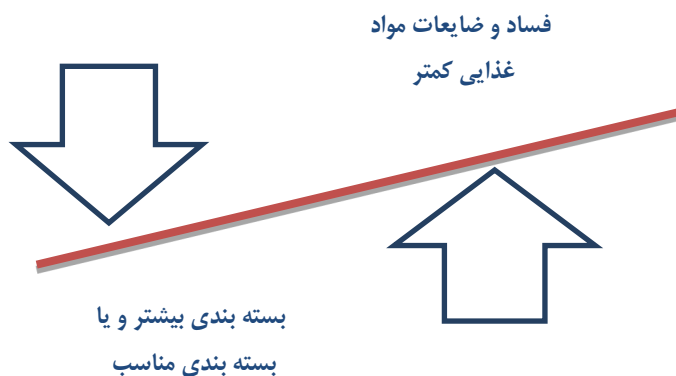 فساد و ضایعات مواد
غذایی کمتر
بسته بندی بیشتر و یا
بسته بندی مناسب